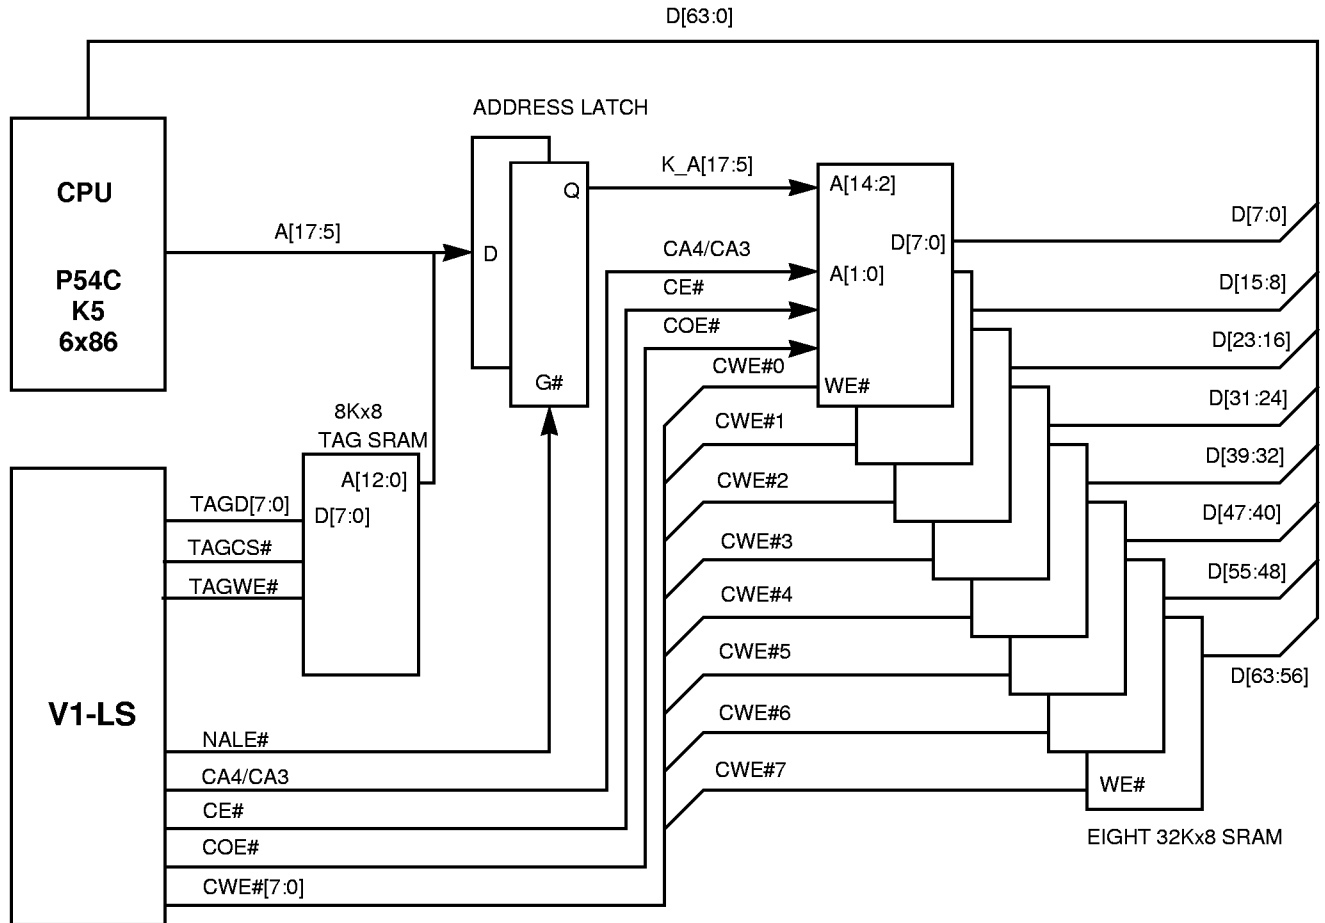 D[63:0]
ADDRESS LATCH
CPU
P54C
K5
6x86
A[17:5]
D
Q
G#
K_A[17:5]
A[14:2]
D[7:0]
A[1:0]
WE#
CA4/CA3
CE#
COE#
CWE#0
CWE#1
CWE#2
CWE#3
CWE#4
CWE#5
CWE#6
CWE#7
D[7:0]
D[15:8]
D[23:16]
D[31:24]
D[39:32]
D[47:40]
D[55:48]
D[63:56]
WE#
EIGHT 32Kx8 SRAM
8Kx8
TAG SRAM
A[12:0]
D[7:0]
TAGD[7:0]
TAGCS#
TAGWE#
V1-LS
NALE#
CA4/CA3
CE#
COE#
CWE#[7:0]